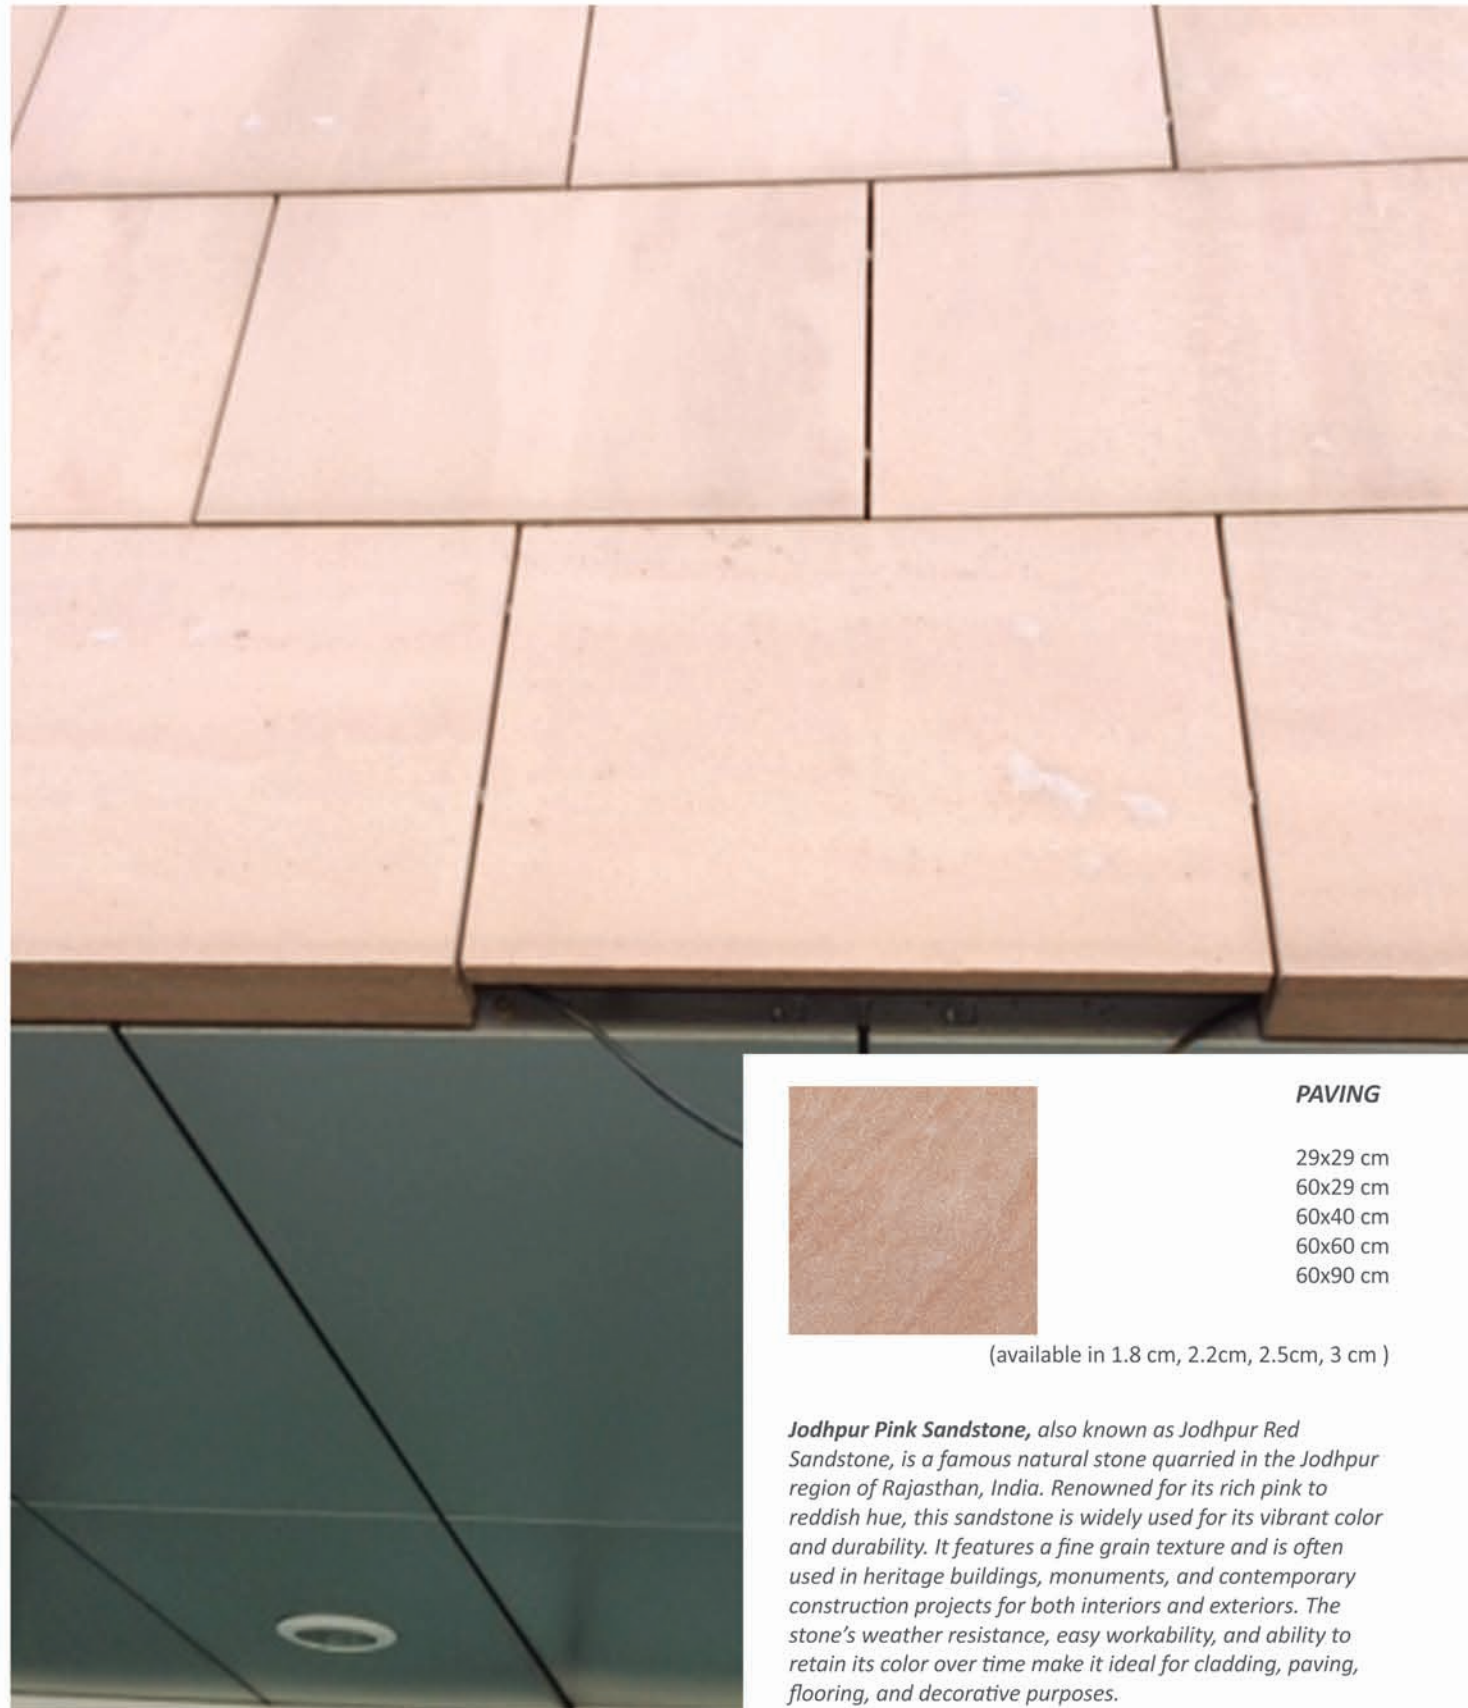 PAVING
29x29 cm
60x29 cm
60x40 cm
60x60 cm
60x90 cm
(available in 1.8 cm, 2.2cm, 2.5cm, 3 cm )
Jodhpur Pink Sandstone, also known as Jodhpur Red
Sandstone, is a famous natural stone quarried in the Jodhpur
region of Rajasthan, India. Renowned for its rich pink to
reddish hue, this sandstone is widely used for its vibrant color
and durability. It features a fine grain texture and is often
used in heritage buildings, monuments, and contemporary
construction projects for both interiors and exteriors. The
stone’s weather resistance, easy workability, and ability to
retain its color over time make it ideal for cladding, paving,
flooring, and decorative purposes.